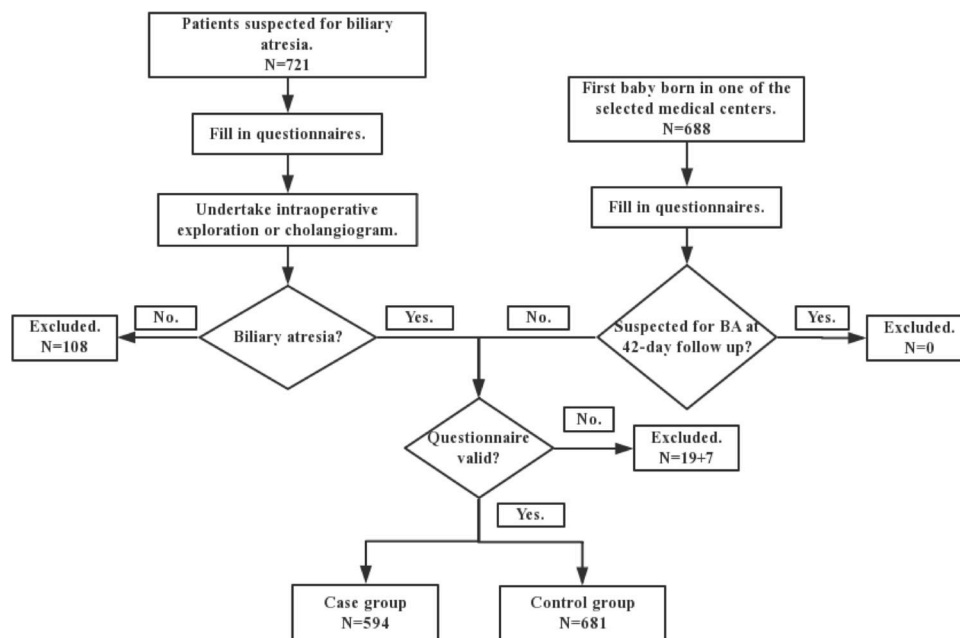 Patients suspected for biliary
atresia.
N=721
First baby born in one of the
selected medical centers.
N=688
Fill in questionnaires.
Fill in questionnaires.
Undertake intraoperative
exploration or cholangiogram.
No.
Yes.
No.
Yes.
Excluded.
N=108
Biliary atresia?
Suspected for BA at
42-day follow up?
Excluded.
N=0
No.
Questionnaire
valid?
Excluded.
N=19+7
Yes.
Case group
N=594
Control group
N=681